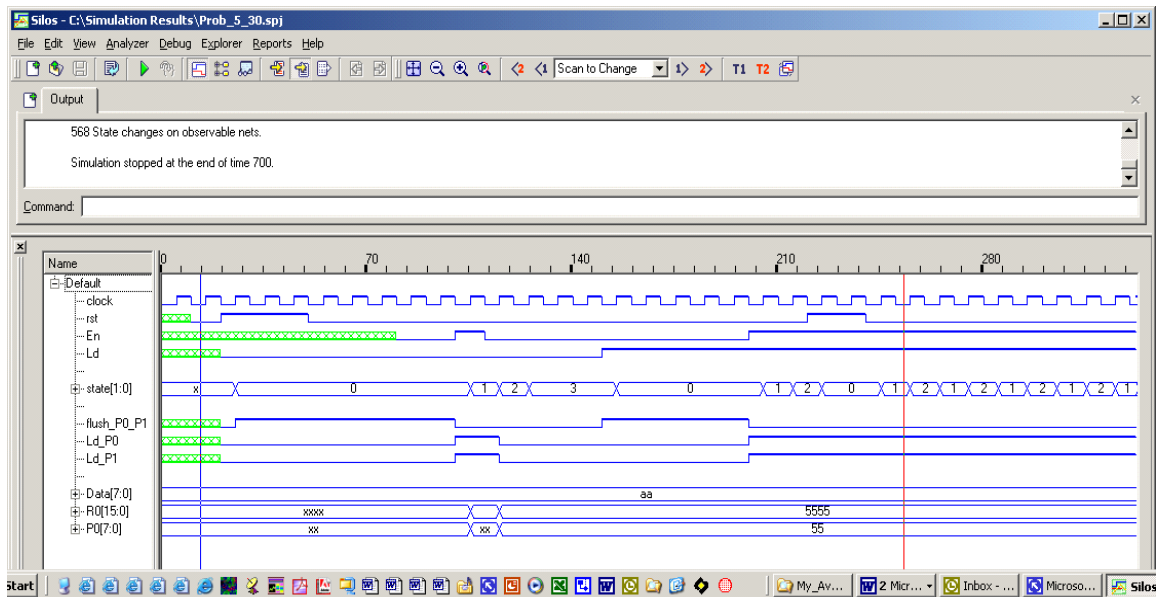 Silos - C:\Simulation Results\Prob_5_30.spj
File Edit View Analyzer Debug Explorer Reports Help
Scan to Change T1 T2
Output
568 State changes on observable nets.
Simulation stopped at the end of time 700.
Command:
Name 0 70 140 210 280
Default
clock
rst
En
Ld
state[1:0] x 0 1 2 3 0 1 2 0 1 2 1 2 1 2 1 2 1
flush_P0_P1
Ld_P0
Ld_P1
Data[7:0] aa
R0[15:0] xxxx 5555
P0[7:0] xx xx 55
Start My_Av... 2 Micr... Inbox - ... Microso... Silos